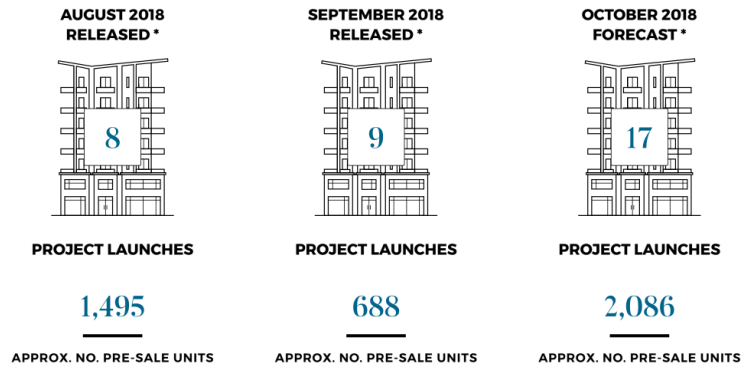 AUGUST 2018
RELEASED *
8
PROJECT LAUNCHES
1,495
APPROX. NO. PRE-SALE UNITS
SEPTEMBER 2018
RELEASED *
9
PROJECT LAUNCHES
688
APPROX. NO. PRE-SALE UNITS
OCTOBER 2018
FORECAST *
17
PROJECT LAUNCHES
2,086
APPROX. NO. PRE-SALE UNITS